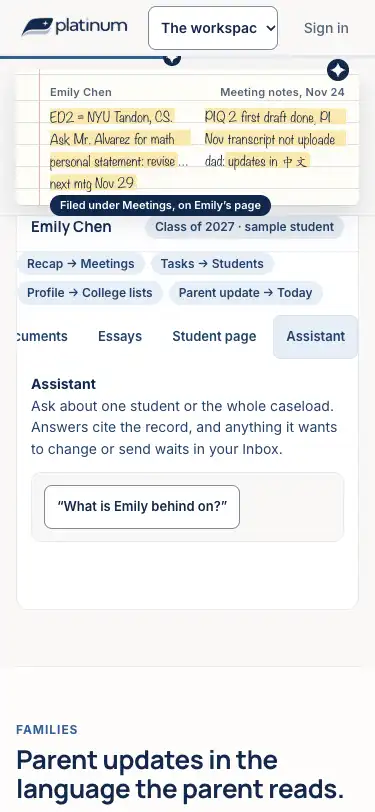 platinum
The workspac
Sign in
Emily Chen
Meeting notes, Nov 24
ED2 = NYU Tandon, CS.
Ask Mr. Alvarez for math
personal statement: revise ...
next mtg Nov 29
PIQ 2 first draft done, PI
Nov transcript not uploade
dad: updates in 中文
Filed under Meetings, on Emily's page
Emily Chen
Class of 2027 · sample student
Recap → Meetings
Tasks → Students
Profile → College lists
Parent update → Today
cuments
Essays
Student page
Assistant
Assistant
Ask about one student or the whole caseload.
Answers cite the record, and anything it wants
to change or send waits in your Inbox.
“What is Emily behind on?”
FAMILIES
Parent updates in the
language the parent reads.